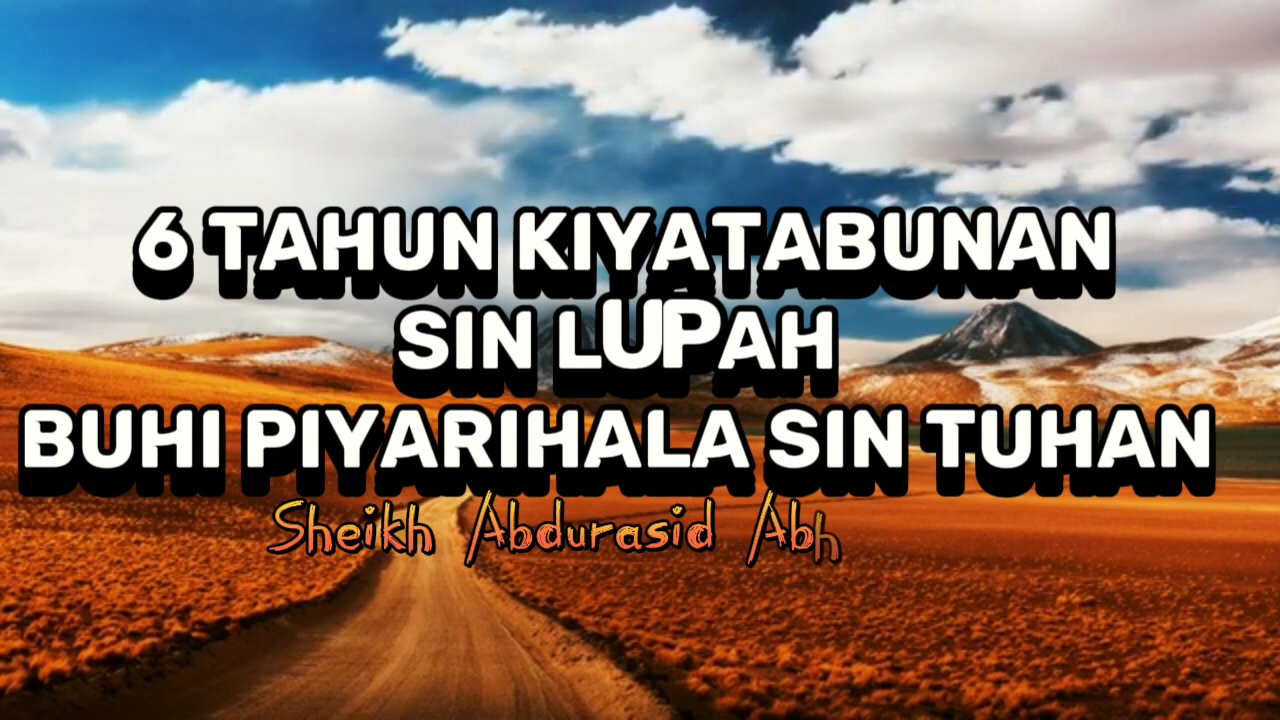 6 TAHUN KIYATABUNAN
SIN LUPAH
BUHI PIYARIHALA SIN TUHAN
Sheikh Abdurasid Abh